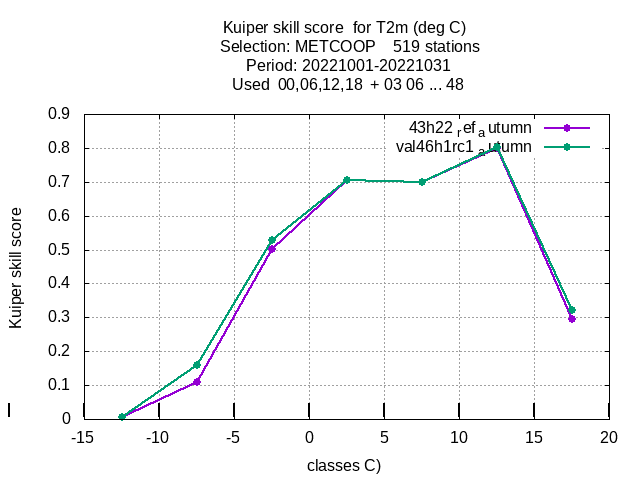 Kuiper skill score  for T2m (deg C)
Selection: METCOOP    519 stations
Period: 20221001-20221031
Used  00,06,12,18  + 03 06 ... 48
43h22 ref autumn
val46h1rc1 autumn
0.9
0.8
0.7
0.6
0.5
0.4
0.3
0.2
0.1
0
Kuiper skill score
-15 -10 -5 0 5 10 15 20
classes C)